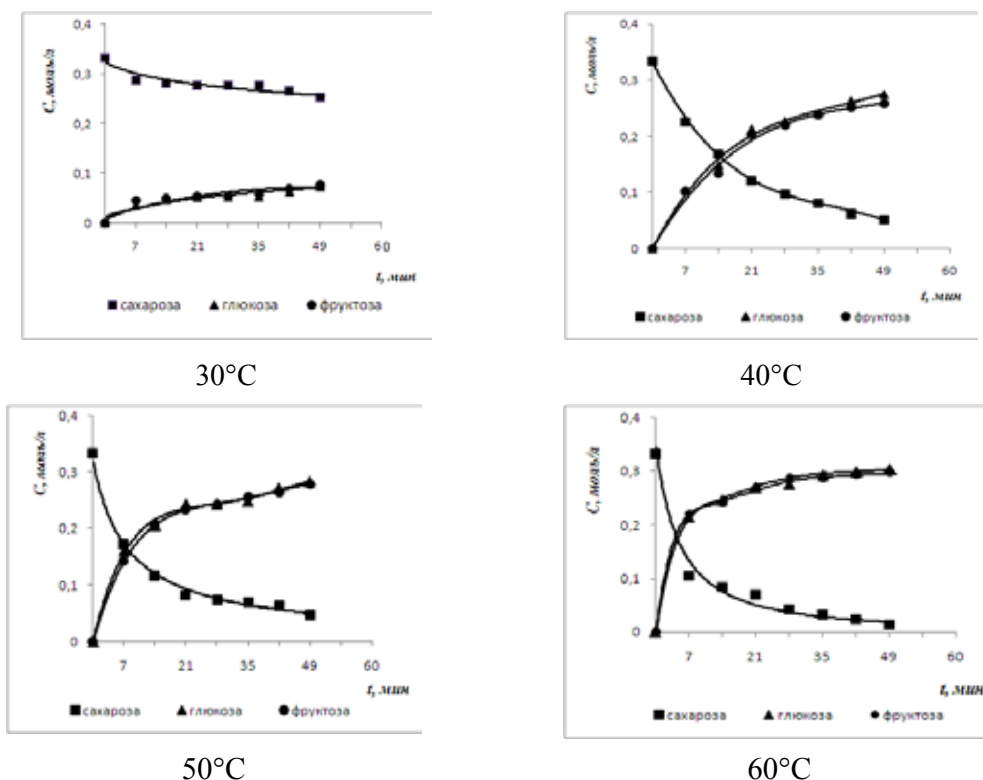 0,4
C, моль/л
0,3
0,2
0,1
0
7 21 35 49 60
t, мин
сахароза глюкоза фруктоза
30°C
0,4
C, моль/л
0,3
0,2
0,1
0
7 21 35 49 60
t, мин
сахароза глюкоза фруктоза
40°C
0,4
C, моль/л
0,3
0,2
0,1
0
7 21 35 49 60
t, мин
сахароза глюкоза фруктоза
50°C
0,4
C, моль/л
0,3
0,2
0,1
0
7 21 35 49 60
t, мин
сахароза глюкоза фруктоза
60°C